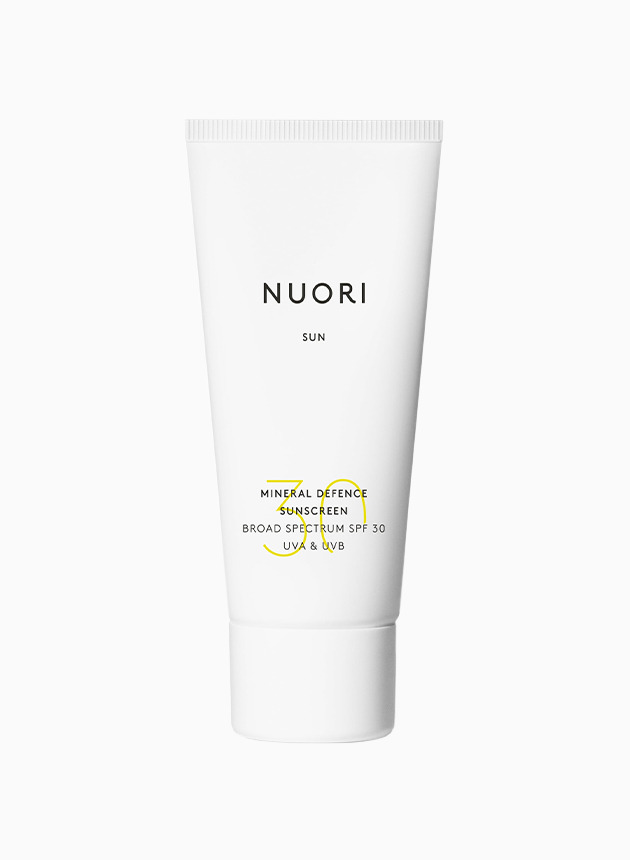 NUORI
SUN
30
MINERAL DEFENCE
SUNSCREEN
BROAD SPECTRUM SPF 30
UVA & UVB